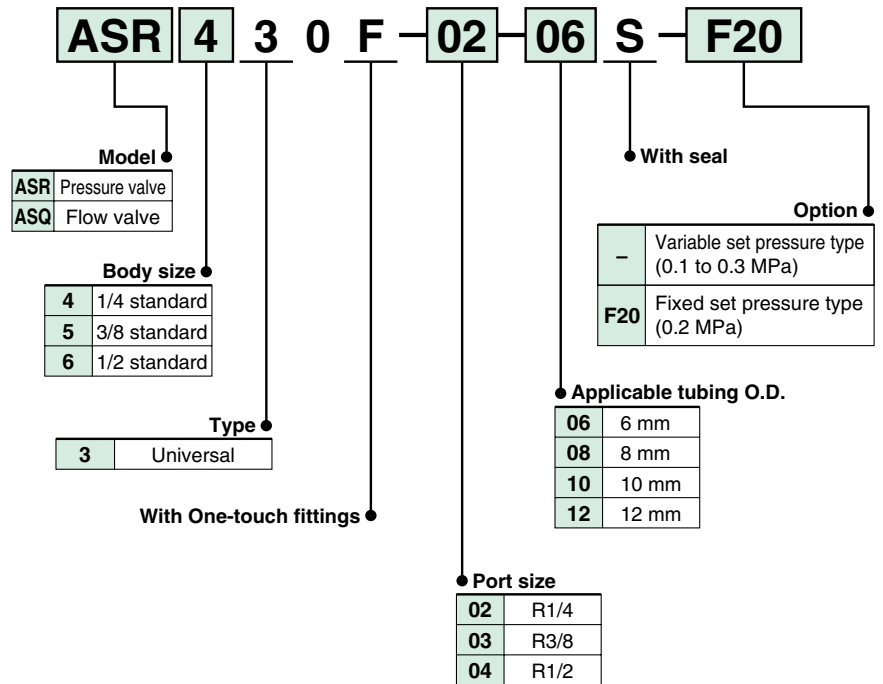 ASR 4 3 0 F - 02 - 06 S - F20
Model
ASR Pressure valve
ASQ Flow valve
Body size
4 1/4 standard
5 3/8 standard
6 1/2 standard
Type
3 Universal
With One-touch fittings
Port size
02 R1/4
03 R3/8
04 R1/2
Applicable tubing O.D.
06 6 mm
08 8 mm
10 10 mm
12 12 mm
With seal
Option
– Variable set pressure type
(0.1 to 0.3 MPa)
F20 Fixed set pressure type
(0.2 MPa)